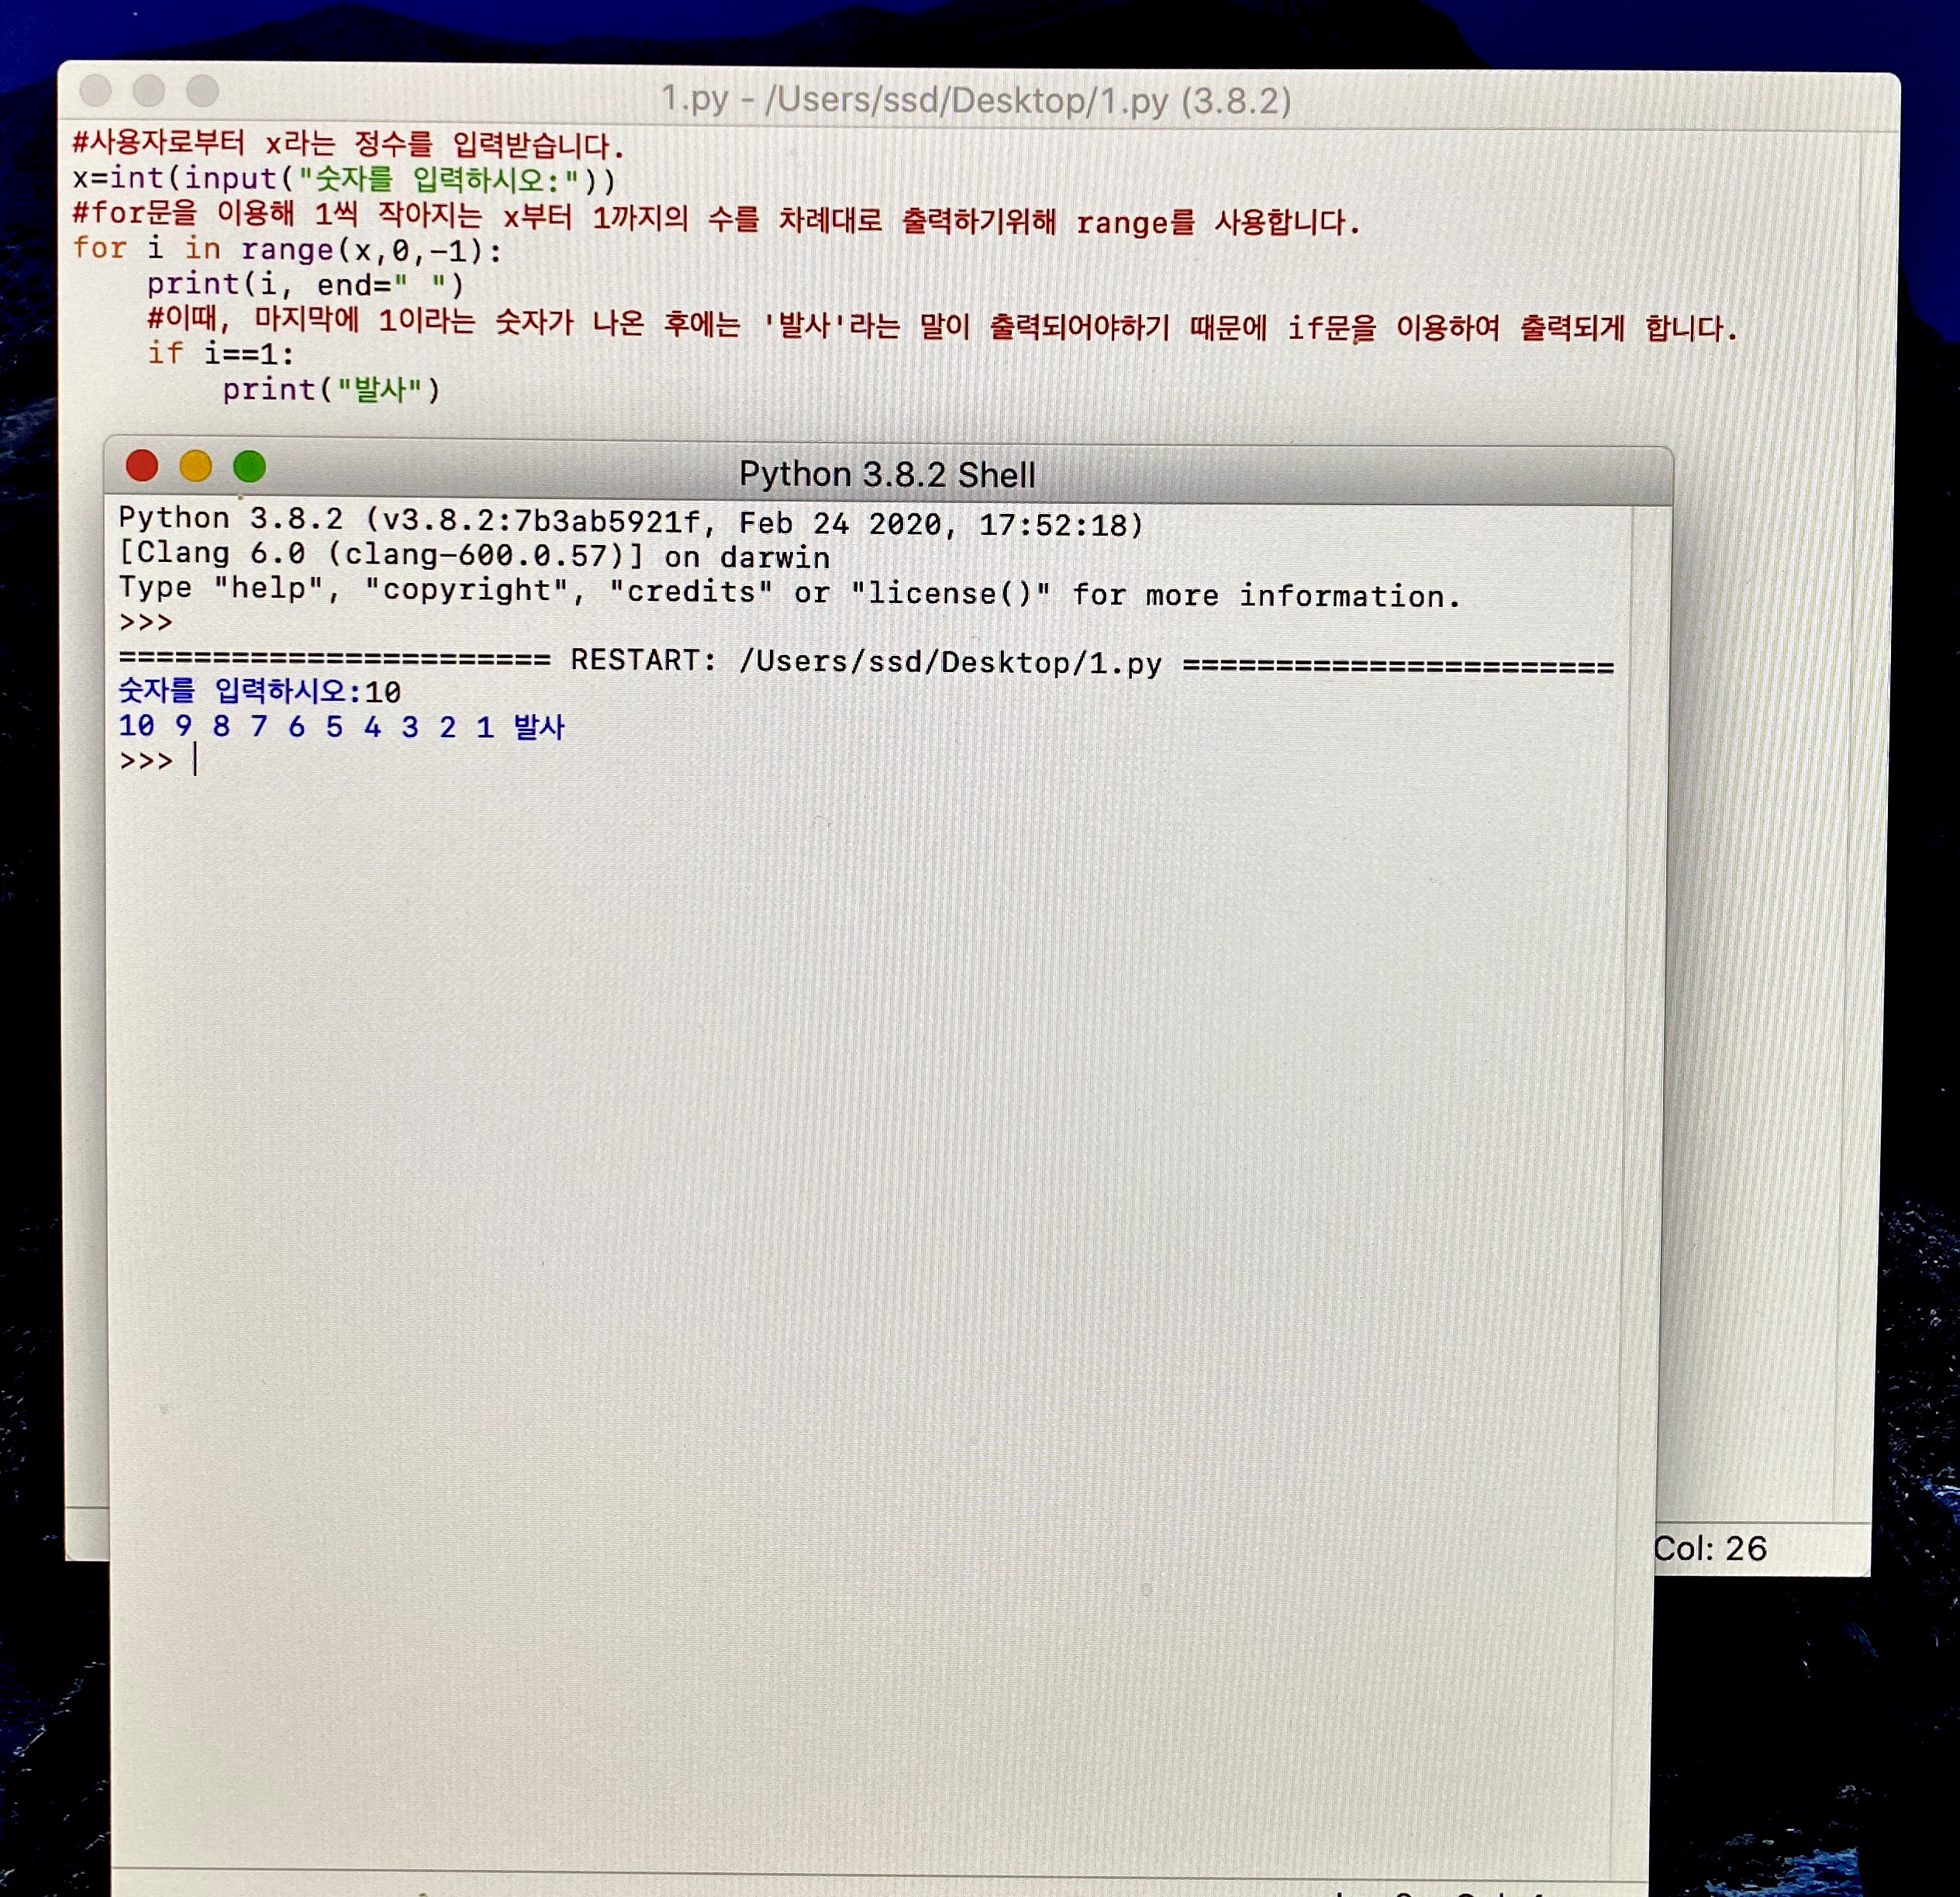 1.py - /Users/ssd/Desktop/1.py (3.8.2)
#사용자로부터 x라는 정수를 입력받습니다.
x=int(input("숫자를 입력하시오:"))
#for문을 이용해 1씩 작아지는 x부터 1까지의 수를 차례대로 출력하기위해 range를 사용합니다.
for i in range(x,0,-1):
    print(i, end=" ")
    #이때, 마지막에 1이라는 숫자가 나온 후에는 '발사'라는 말이 출력되어야하기 때문에 if문을 이용하여 출력되게 합니다.
    if i==1:
        print("발사")
Python 3.8.2 Shell
Python 3.8.2 (v3.8.2:7b3ab5921f, Feb 24 2020, 17:52:18)
[Clang 6.0 (clang-600.0.57)] on darwin
Type "help", "copyright", "credits" or "license()" for more information.
>>>
======================= RESTART: /Users/ssd/Desktop/1.py =======================
숫자를 입력하시오:10
10 9 8 7 6 5 4 3 2 1 발사
>>>
Col: 26